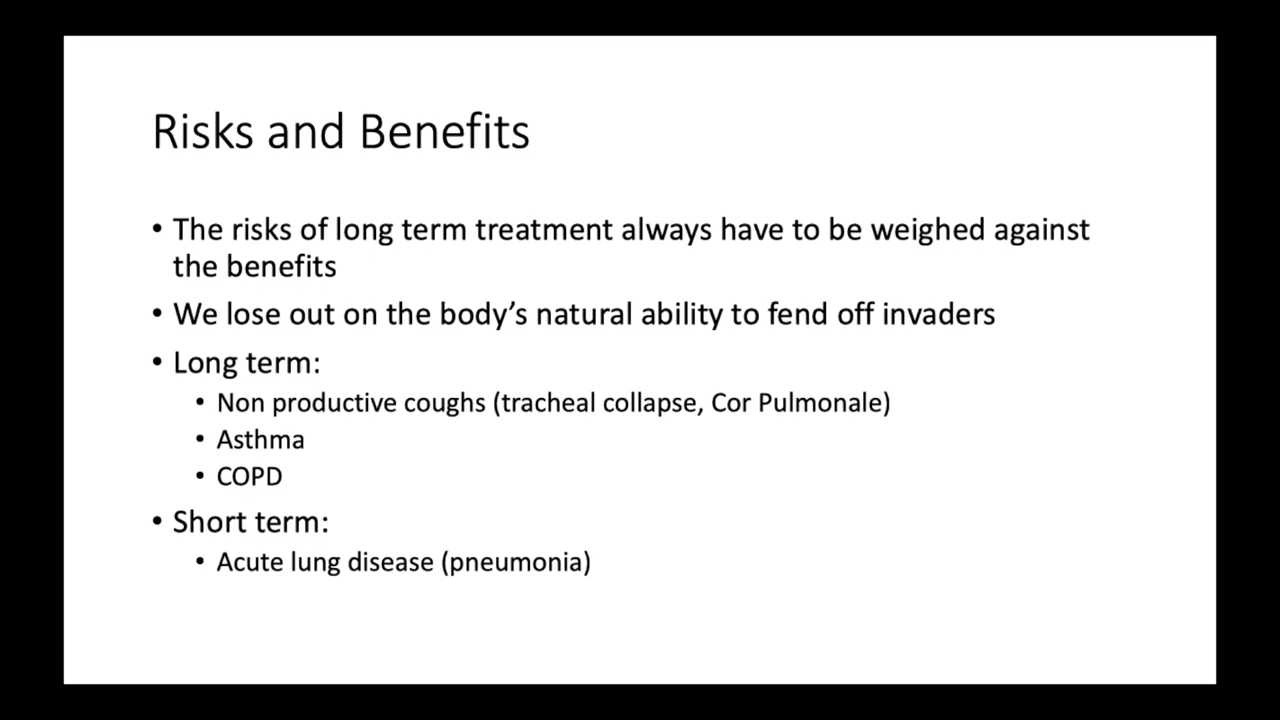 Risks and Benefits
• The risks of long term treatment always have to be weighed against
the benefits
• We lose out on the body’s natural ability to fend off invaders
• Long term:
• Non productive coughs (tracheal collapse, Cor Pulmonale)
• Asthma
• COPD
• Short term:
• Acute lung disease (pneumonia)